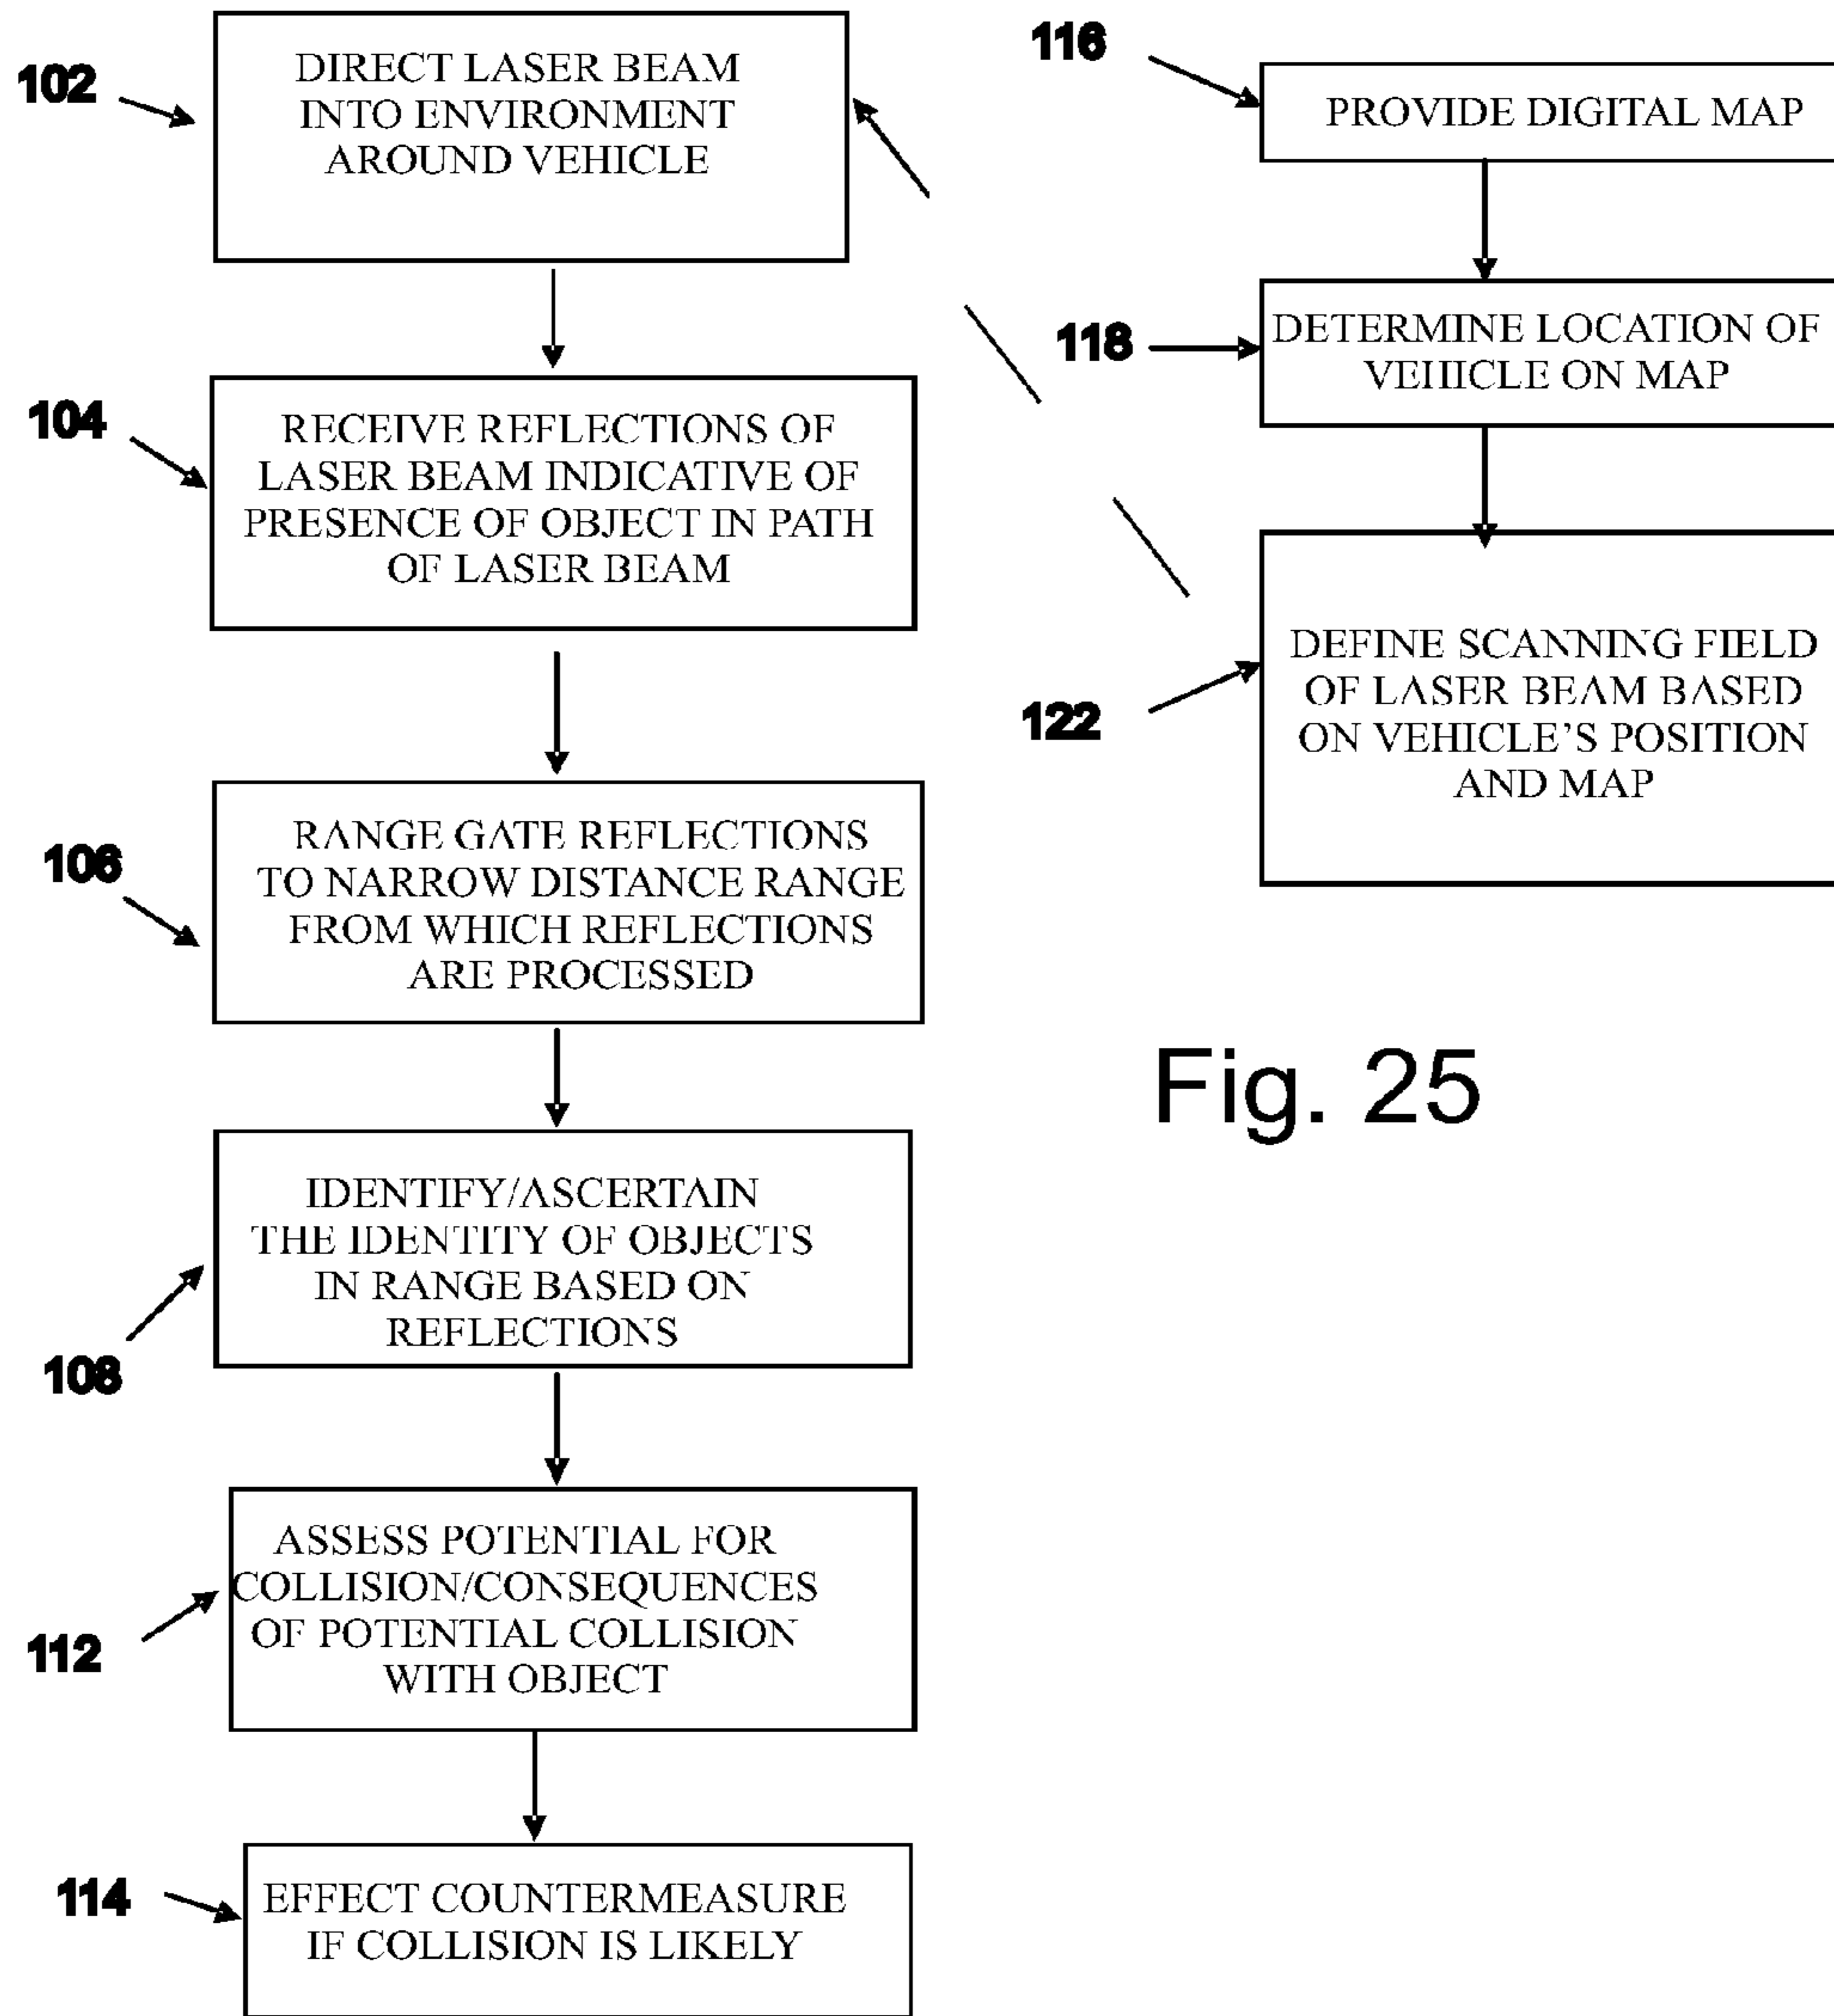 102
DIRECT LASER BEAM
INTO ENVIRONMENT
AROUND VEHICLE
104
RECEIVE REFLECTIONS OF
LASER BEAM INDICATIVE OF
PRESENCE OF OBJECT IN PATH
OF LASER BEAM
106
RANGE GATE REFLECTIONS
TO NARROW DISTANCE RANGE
FROM WHICH REFLECTIONS
ARE PROCESSED
108
IDENTIFY/ASCERTAIN
THE IDENTITY OF OBJECTS
IN RANGE BASED ON
REFLECTIONS
112
ASSESS POTENTIAL FOR
COLLISION/CONSEQUENCES
OF POTENTIAL COLLISION
WITH OBJECT
114
EFFECT COUNTERMEASURE
IF COLLISION IS LIKELY
116
PROVIDE DIGITAL MAP
118
DETERMINE LOCATION OF
VEHICLE ON MAP
122
DEFINE SCANNING FIELD
OF LASER BEAM BASED
ON VEHICLE'S POSITION
AND MAP
Fig. 25